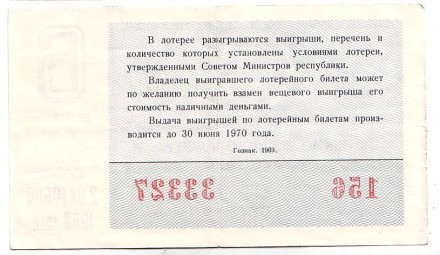 В лотерее разыгрываются выигрыши, перечень и
количество которых установлены условиями лотереи,
утвержденными Советом Министров республики.
Владелец выигравшего лотерейного билета может
по желанию получить взамен вещевого выигрыша его
стоимость наличными деньгами.
Выдача выигрышей по лотерейным билетам произ-
водится до 30 июня 1970 года.
Гознак. 1969.
33327 156